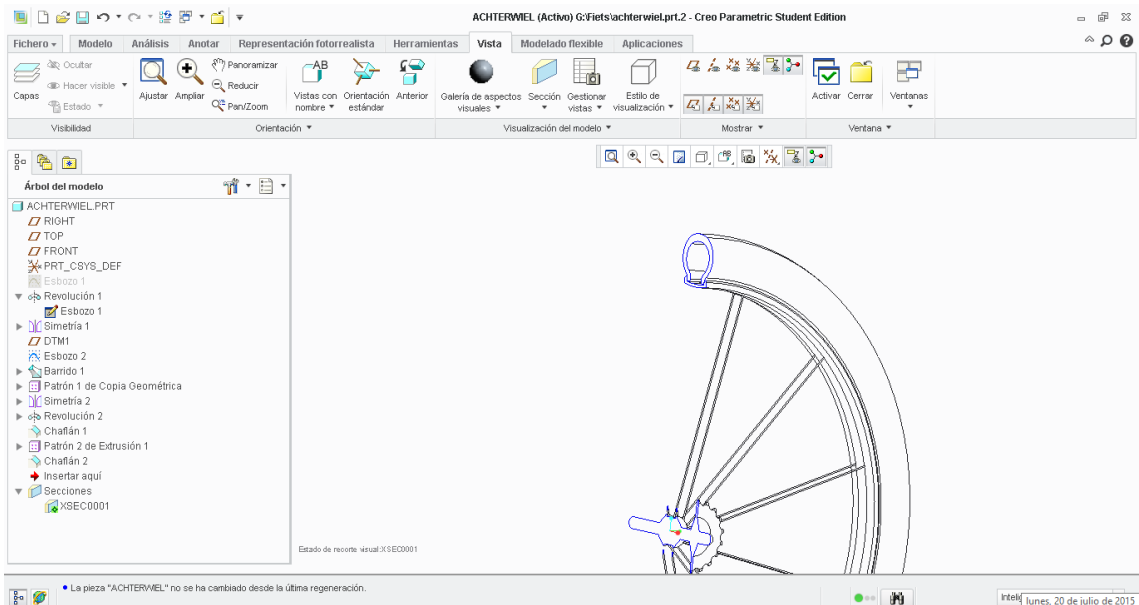 ACHTERWIEL (Activo) G:\Fiets\achterwiel.prt.2 - Creo Parametric Student Edition
Fichero Modelo Análisis Anotar Representación fotorrealista Herramientas Vista Modelado flexible Aplicaciones
Capas
Ocultar
Hacer visible
Estado
Ajustar
Ampliar
Panoramizar
Reducir
Pan/Zoom
Vistas con nombre
Orientación estándar
Anterior
Galería de aspectos visuales
Sección
Gestionar vistas
Estilo de visualización
Activar
Cerrar
Ventanas
Visibilidad Orientación Visualización del modelo Mostrar Ventana
Árbol del modelo
ACHTERWIEL.PRT
RIGHT
TOP
FRONT
PRT_CSYS_DEF
Esbozo 1
Revolución 1
Esbozo 1
Simetría 1
DTM1
Esbozo 2
Barrido 1
Patrón 1 de Copia Geométrica
Simetría 2
Revolución 2
Chaflán 1
Patrón 2 de Extrusión 1
Chaflán 2
Insertar aquí
Secciones
XSEC0001
Estado de recorte visual:XSEC0001
La pieza "ACHTERWIEL" no se ha cambiado desde la última regeneración.
lunes, 20 de julio de 2015